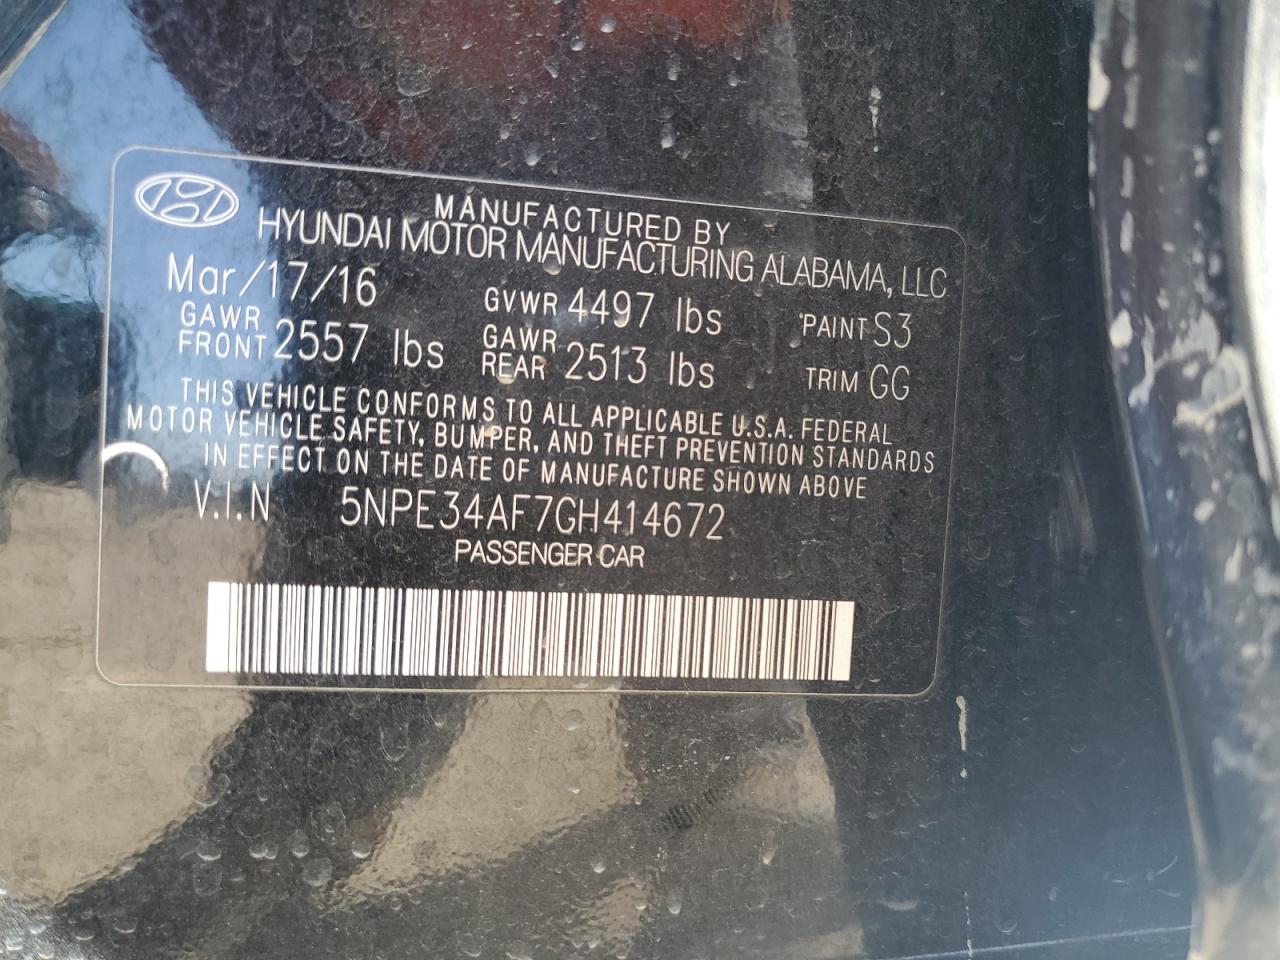 MANUFACTURED BY
HYUNDAI MOTOR MANUFACTURING ALABAMA, LLC
Mar/17/16 GVWR 4497 lbs PAINT S3
GAWR FRONT 2557 lbs GAWR REAR 2513 lbs TRIM GG
THIS VEHICLE CONFORMS TO ALL APPLICABLE U.S.A. FEDERAL
MOTOR VEHICLE SAFETY, BUMPER, AND THEFT PREVENTION STANDARDS
IN EFFECT ON THE DATE OF MANUFACTURE SHOWN ABOVE
V.I.N 5NPE34AF7GH414672
PASSENGER CAR